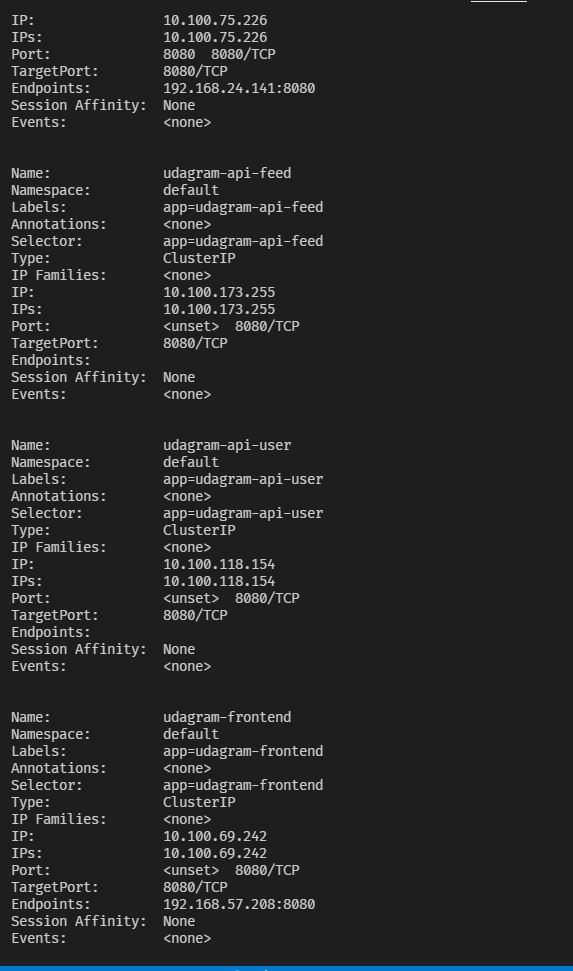 IP:                10.100.75.226
IPs:               10.100.75.226
Port:              8080  8080/TCP
TargetPort:        8080/TCP
Endpoints:         192.168.24.141:8080
Session Affinity:  None
Events:            <none>

Name:              udagram-api-feed
Namespace:         default
Labels:            app=udagram-api-feed
Annotations:       <none>
Selector:          app=udagram-api-feed
Type:              ClusterIP
IP Families:       <none>
IP:                10.100.173.255
IPs:               10.100.173.255
Port:              <unset>  8080/TCP
TargetPort:        8080/TCP
Endpoints:
Session Affinity:  None
Events:            <none>

Name:              udagram-api-user
Namespace:         default
Labels:            app=udagram-api-user
Annotations:       <none>
Selector:          app=udagram-api-user
Type:              ClusterIP
IP Families:       <none>
IP:                10.100.118.154
IPs:               10.100.118.154
Port:              <unset>  8080/TCP
TargetPort:        8080/TCP
Endpoints:
Session Affinity:  None
Events:            <none>

Name:              udagram-frontend
Namespace:         default
Labels:            app=udagram-frontend
Annotations:       <none>
Selector:          app=udagram-frontend
Type:              ClusterIP
IP Families:       <none>
IP:                10.100.69.242
IPs:               10.100.69.242
Port:              <unset>  8080/TCP
TargetPort:        8080/TCP
Endpoints:         192.168.57.208:8080
Session Affinity:  None
Events:            <none>